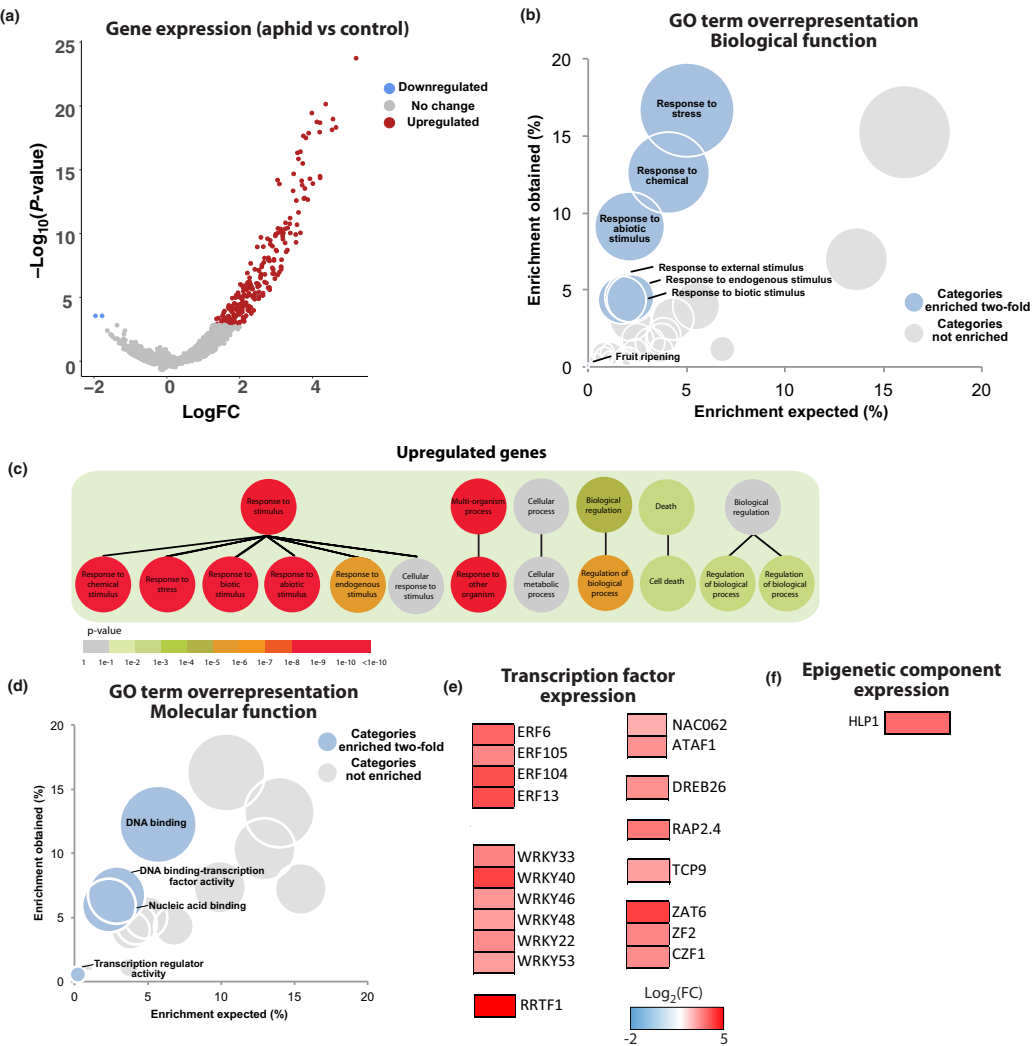 (a)
Gene expression (aphid vs control)
25
20
15
10
5
0
−Log10(P-value)
−2
0
2
4
LogFC
Downregulated
No change
Upregulated
(b)
GO term overrepresentation
Biological function
20
15
10
5
0
Enrichment obtained (%)
Response to
stress
Response to
chemical
Response to
abiotic
stimulus
Response to external stimulus
Response to endogenous stimulus
Response to biotic stimulus
Fruit ripening
Categories
enriched two-fold
Categories
not enriched
0
5
10
15
20
Enrichment expected (%)
(c)
Upregulated genes
Response to
stimulus
Multi-organism
process
Cellular
process
Biological
regulation
Death
Biological
regulation
Response to
chemical
stimulus
Response to
stress
Response to
biotic
stimulus
Response to
abiotic
stimulus
Response to
endogenous
stimulus
Cellular
response to
stimulus
Response to
other
organism
Cellular
metabolic
process
Regulation of
biological
process
Cell death
Regulation
of biological
process
Regulation
of biological
process
p-value
1 1e-1 1e-2 1e-3 1e-4 1e-5 1e-6 1e-7 1e-8 1e-9 1e-10 <1e-10
(d)
GO term overrepresentation
Molecular function
20
15
10
5
0
Enrichment obtained (%)
Categories
enriched two-fold
Categories
not enriched
DNA binding
DNA binding-transcription
factor activity
Nucleic acid binding
Transcription regulator
activity
0
5
10
15
20
Enrichment expected (%)
(e)
Transcription factor
expression
ERF6
ERF105
ERF104
ERF13
WRKY33
WRKY40
WRKY46
WRKY48
WRKY22
WRKY53
RRTF1
NAC062
ATAF1
DREB26
RAP2.4
TCP9
ZAT6
ZF2
CZF1
Log2(FC)
-2
5
(f)
Epigenetic component
expression
HLP1